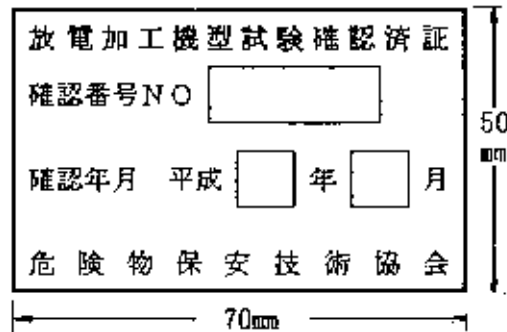 放電加工機型試験確認済証
確認番号NO
50
mm
確認年月 平成 年 月
危険物保安技術協会
70mm